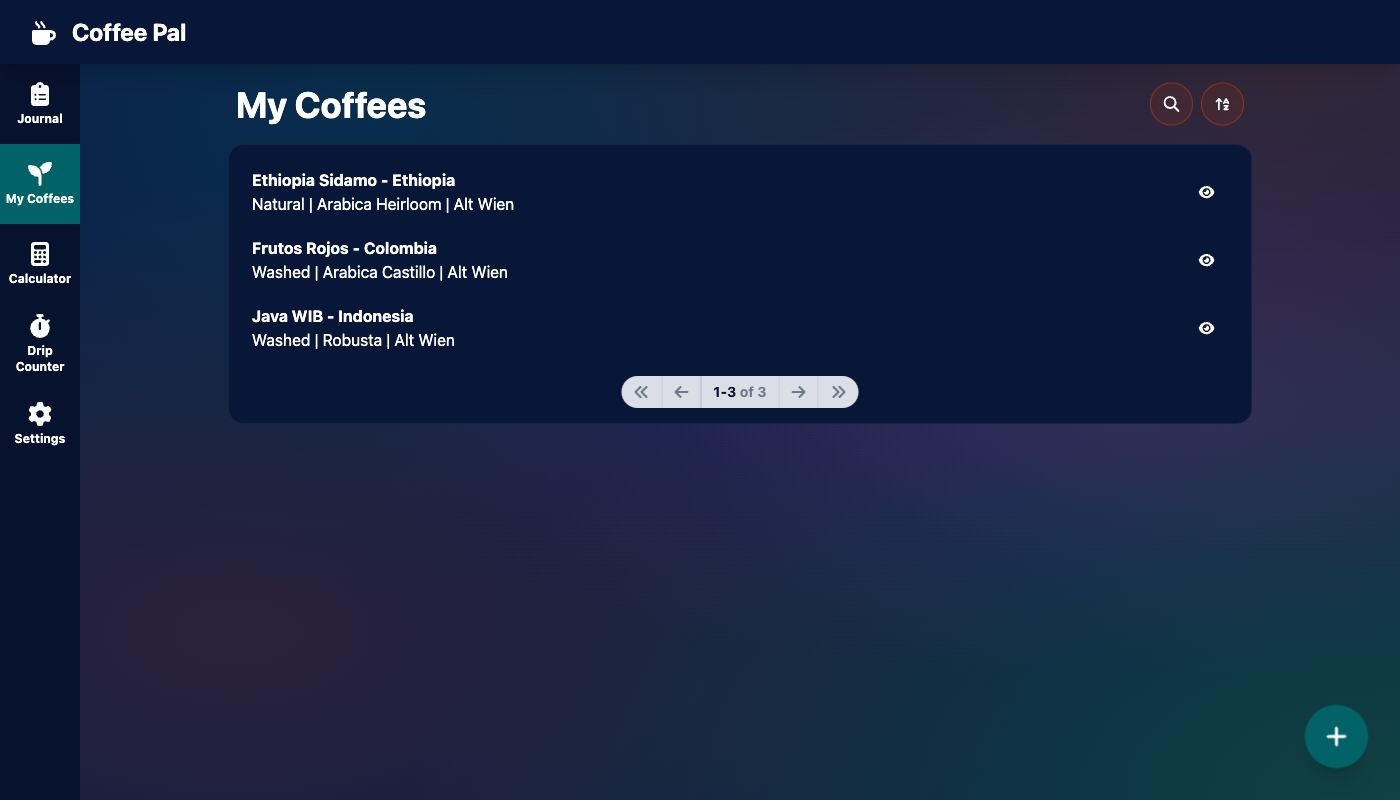 Coffee Pal
Journal
My Coffees
Calculator
Drip
Counter
Settings
My Coffees
Ethiopia Sidamo - Ethiopia
Natural | Arabica Heirloom | Alt Wien
Frutos Rojos - Colombia
Washed | Arabica Castillo | Alt Wien
Java WIB - Indonesia
Washed | Robusta | Alt Wien
1-3 of 3